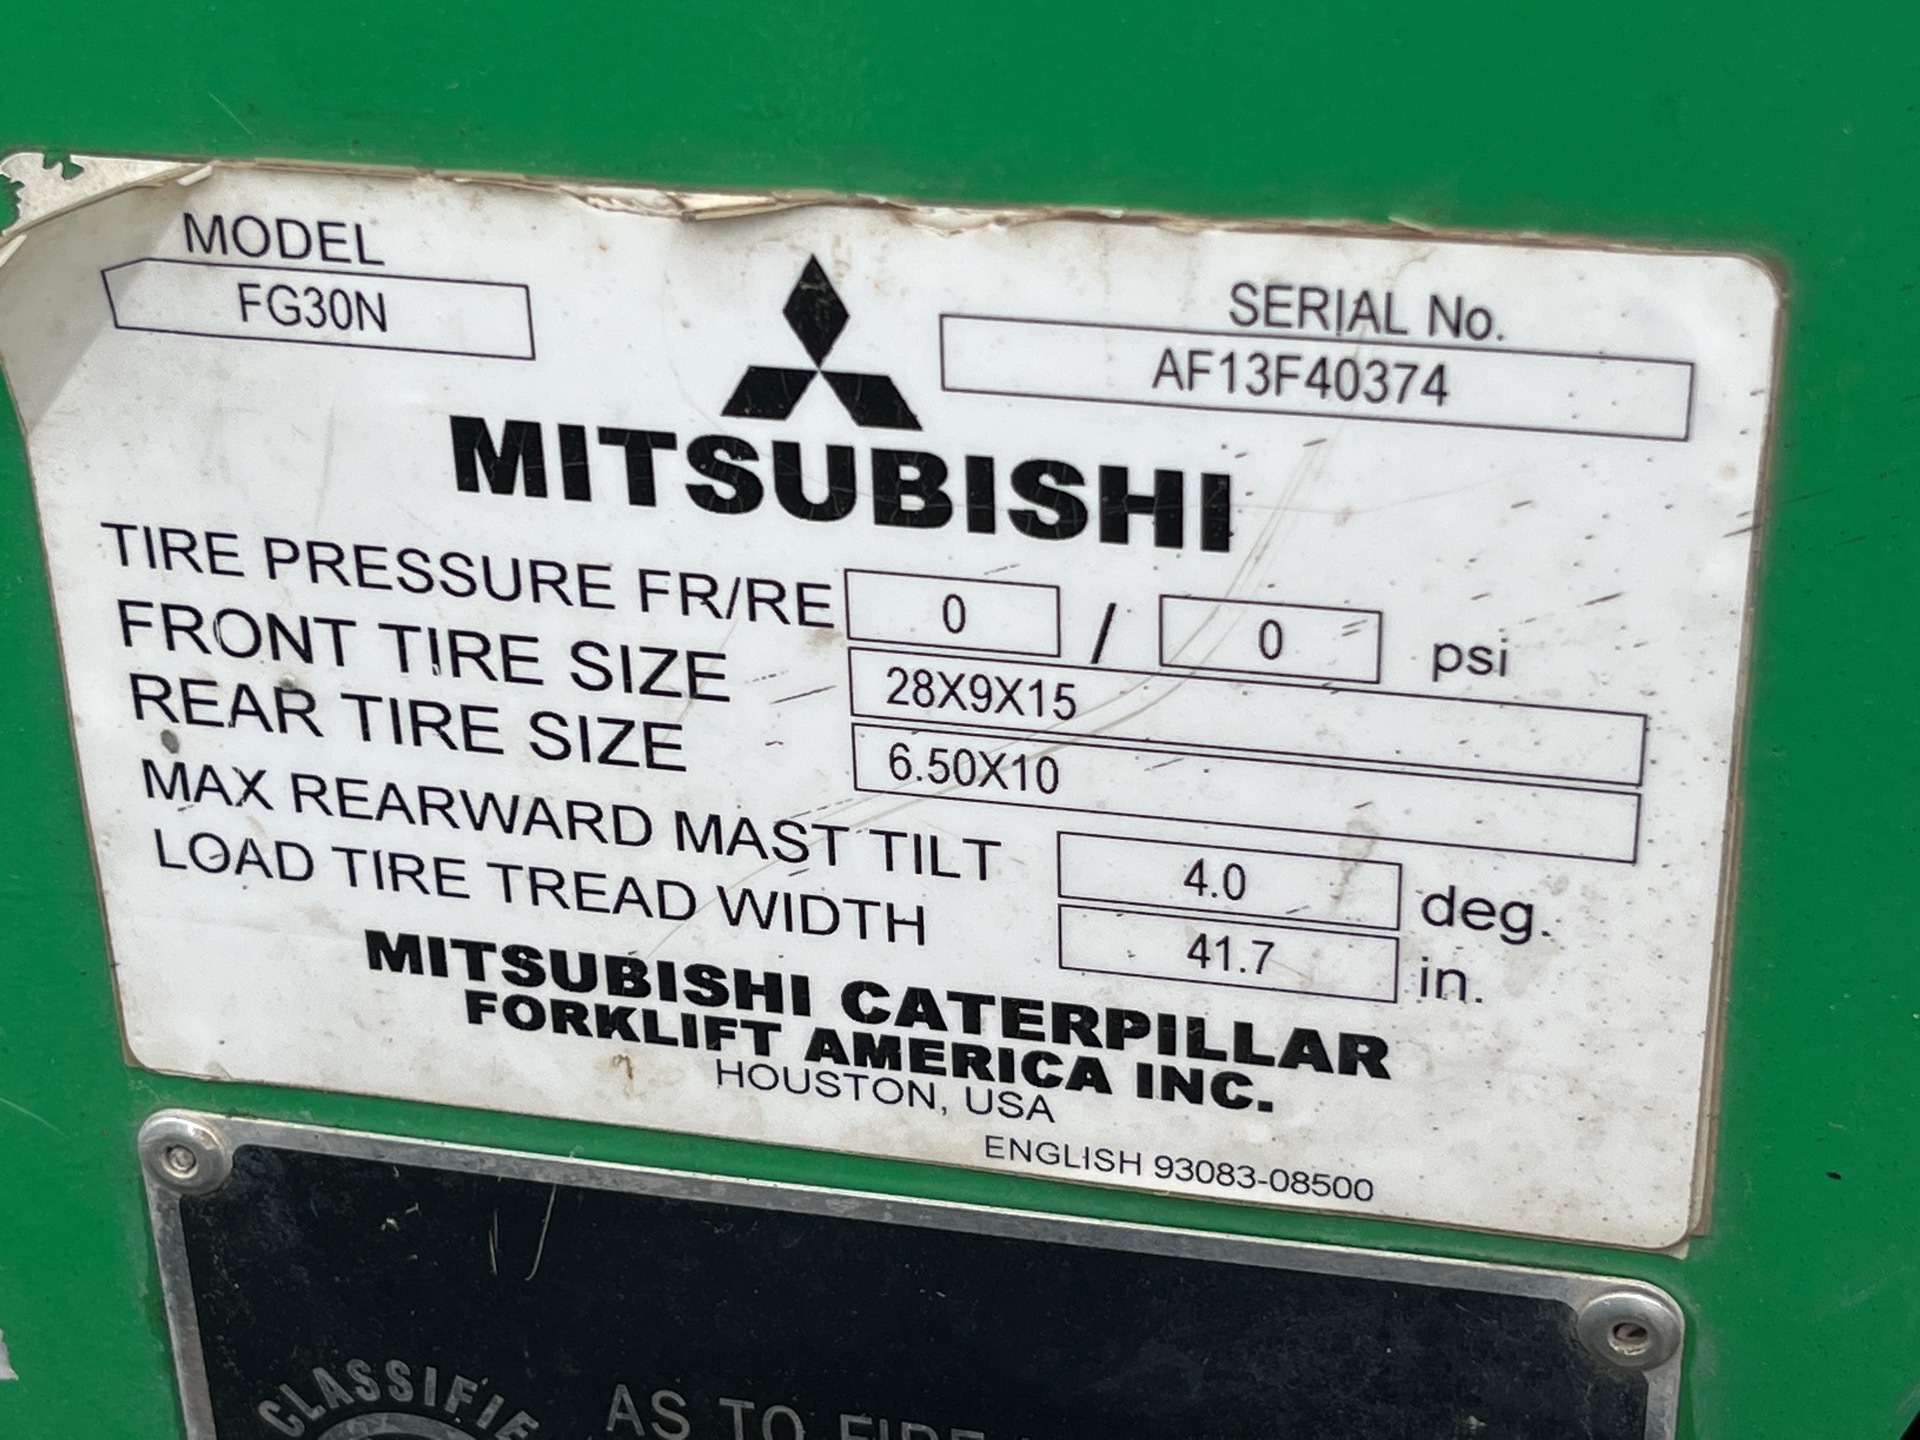 MODEL
FG30N
SERIAL No.
AF13F40374
MITSUBISHI
TIRE PRESSURE FR/RE 0 / 0 psi
FRONT TIRE SIZE 28X9X15
REAR TIRE SIZE 6.50X10
MAX REARWARD MAST TILT 4.0 deg.
LOAD TIRE TREAD WIDTH 41.7 in.
MITSUBISHI CATERPILLAR
FORKLIFT AMERICA INC.
HOUSTON, USA
ENGLISH 93083-08500
CLASSIFIE
AS TO FIRE